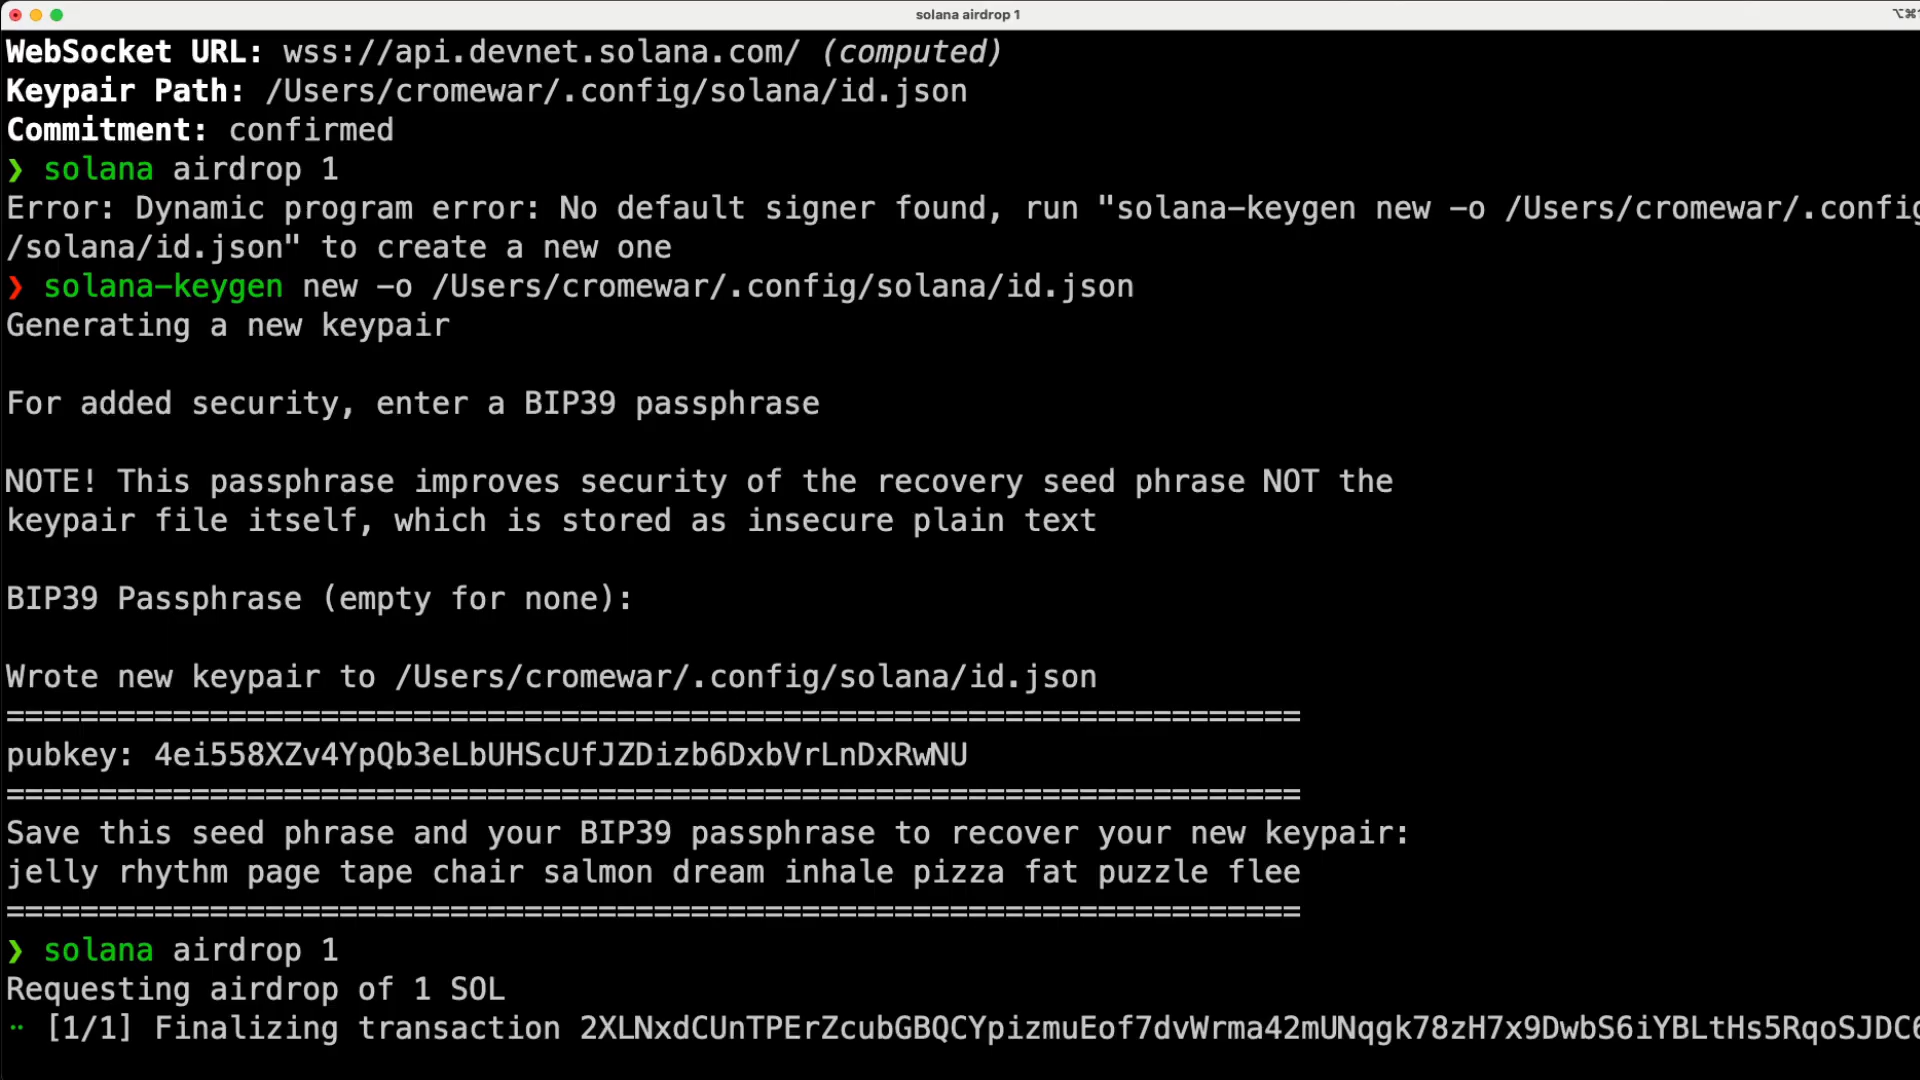 solana airdrop 1
WebSocket URL: wss://api.devnet.solana.com/ (computed)
Keypair Path: /Users/cromewar/.config/solana/id.json
Commitment: confirmed
❯ solana airdrop 1
Error: Dynamic program error: No default signer found, run "solana-keygen new -o /Users/cromewar/.config
/solana/id.json" to create a new one
❯ solana-keygen new -o /Users/cromewar/.config/solana/id.json
Generating a new keypair
For added security, enter a BIP39 passphrase
NOTE! This passphrase improves security of the recovery seed phrase NOT the
keypair file itself, which is stored as insecure plain text
BIP39 Passphrase (empty for none):
Wrote new keypair to /Users/cromewar/.config/solana/id.json
======================================================================
pubkey: 4ei558XZv4YpQb3eLbUHScUfJZDizb6DxbVrLnDxRwNU
======================================================================
Save this seed phrase and your BIP39 passphrase to recover your new keypair:
jelly rhythm page tape chair salmon dream inhale pizza fat puzzle flee
======================================================================
❯ solana airdrop 1
Requesting airdrop of 1 SOL
[1/1] Finalizing transaction 2XLNxdCUnTPErZcubGBQCYpizmuEof7dvWrma42mUNqgk78zH7x9DwbS6iYBLtHs5RqoSJDC6